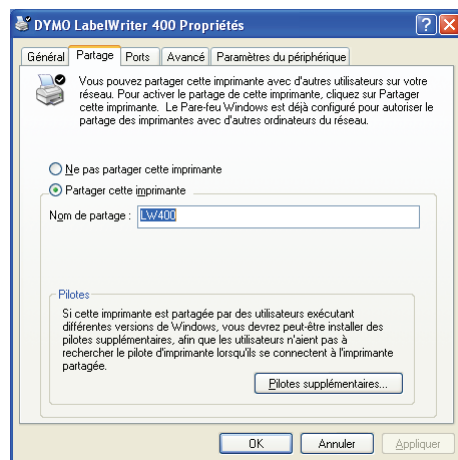 DYMO LabelWriter 400 Propriétés
Général Partage Ports Avancé Paramètres du périphérique
Vous pouvez partager cette imprimante avec d'autres utilisateurs sur votre
réseau. Pour activer le partage de cette imprimante, cliquez sur Partager
cette imprimante. Le Pare-feu Windows est déjà configuré pour autoriser le
partage des imprimantes avec d'autres ordinateurs du réseau.
Ne pas partager cette imprimante
Partager cette imprimante
Nom de partage : LW400
Pilotes
Si cette imprimante est partagée par des utilisateurs exécutant
différentes versions de Windows, vous devrez peut-être installer des
pilotes supplémentaires, afin que les utilisateurs n'aient pas à
rechercher le pilote d'imprimante lorsqu'ils se connectent à l'imprimante
partagée.
Pilotes supplémentaires...
OK Annuler Appliquer